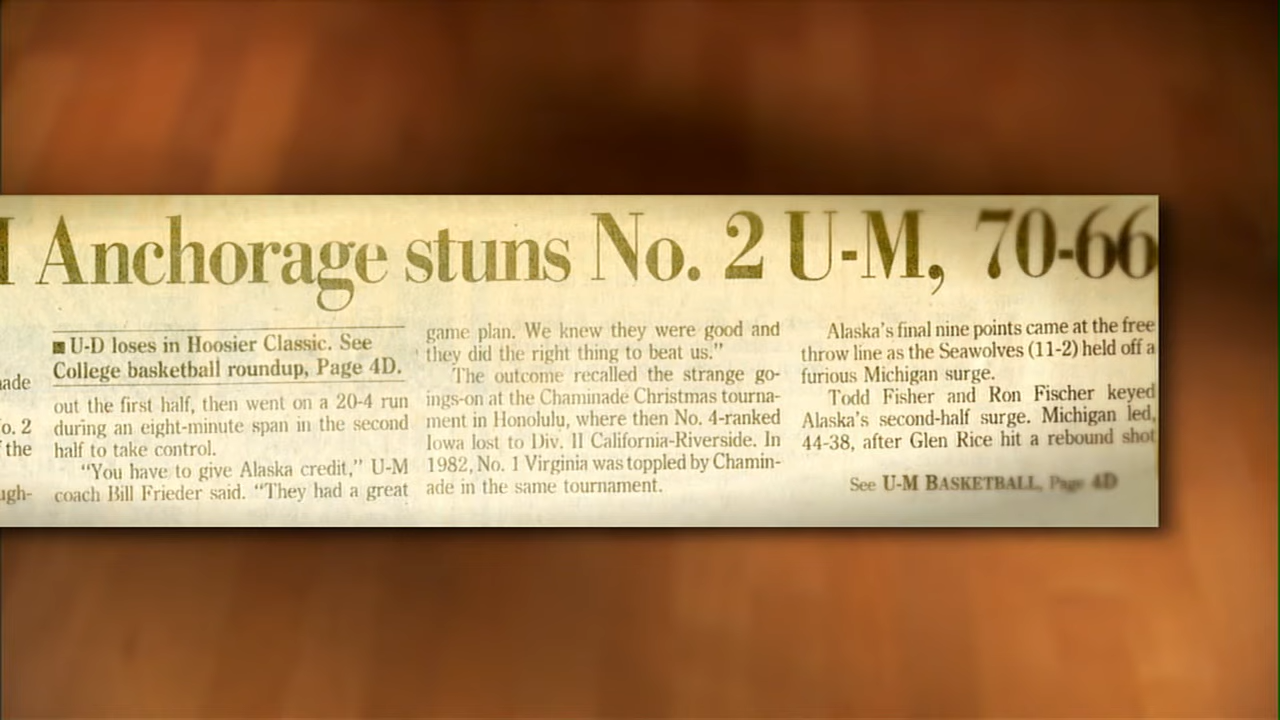 Anchorage stuns No. 2 U-M, 70-66
ade
o. 2
the
ugh-
■ U-D loses in Hoosier Classic. See
College basketball roundup, Page 4D.
out the first half, then went on a 20-4 run
during an eight-minute span in the second
half to take control.
“You have to give Alaska credit,” U-M
coach Bill Frieder said. “They had a great
game plan. We knew they were good and
they did the right thing to beat us.”
The outcome recalled the strange go-
ings-on at the Chaminade Christmas tourna-
ment in Honolulu, where then No. 4-ranked
Iowa lost to Div. II California-Riverside. In
1982, No. 1 Virginia was toppled by Chamin-
ade in the same tournament.
Alaska's final nine points came at the free
throw line as the Seawolves (11-2) held off a
furious Michigan surge.
Todd Fisher and Ron Fischer keyed
Alaska's second-half surge. Michigan led,
44-38, after Glen Rice hit a rebound shot
See U-M BASKETBALL, Page 4D